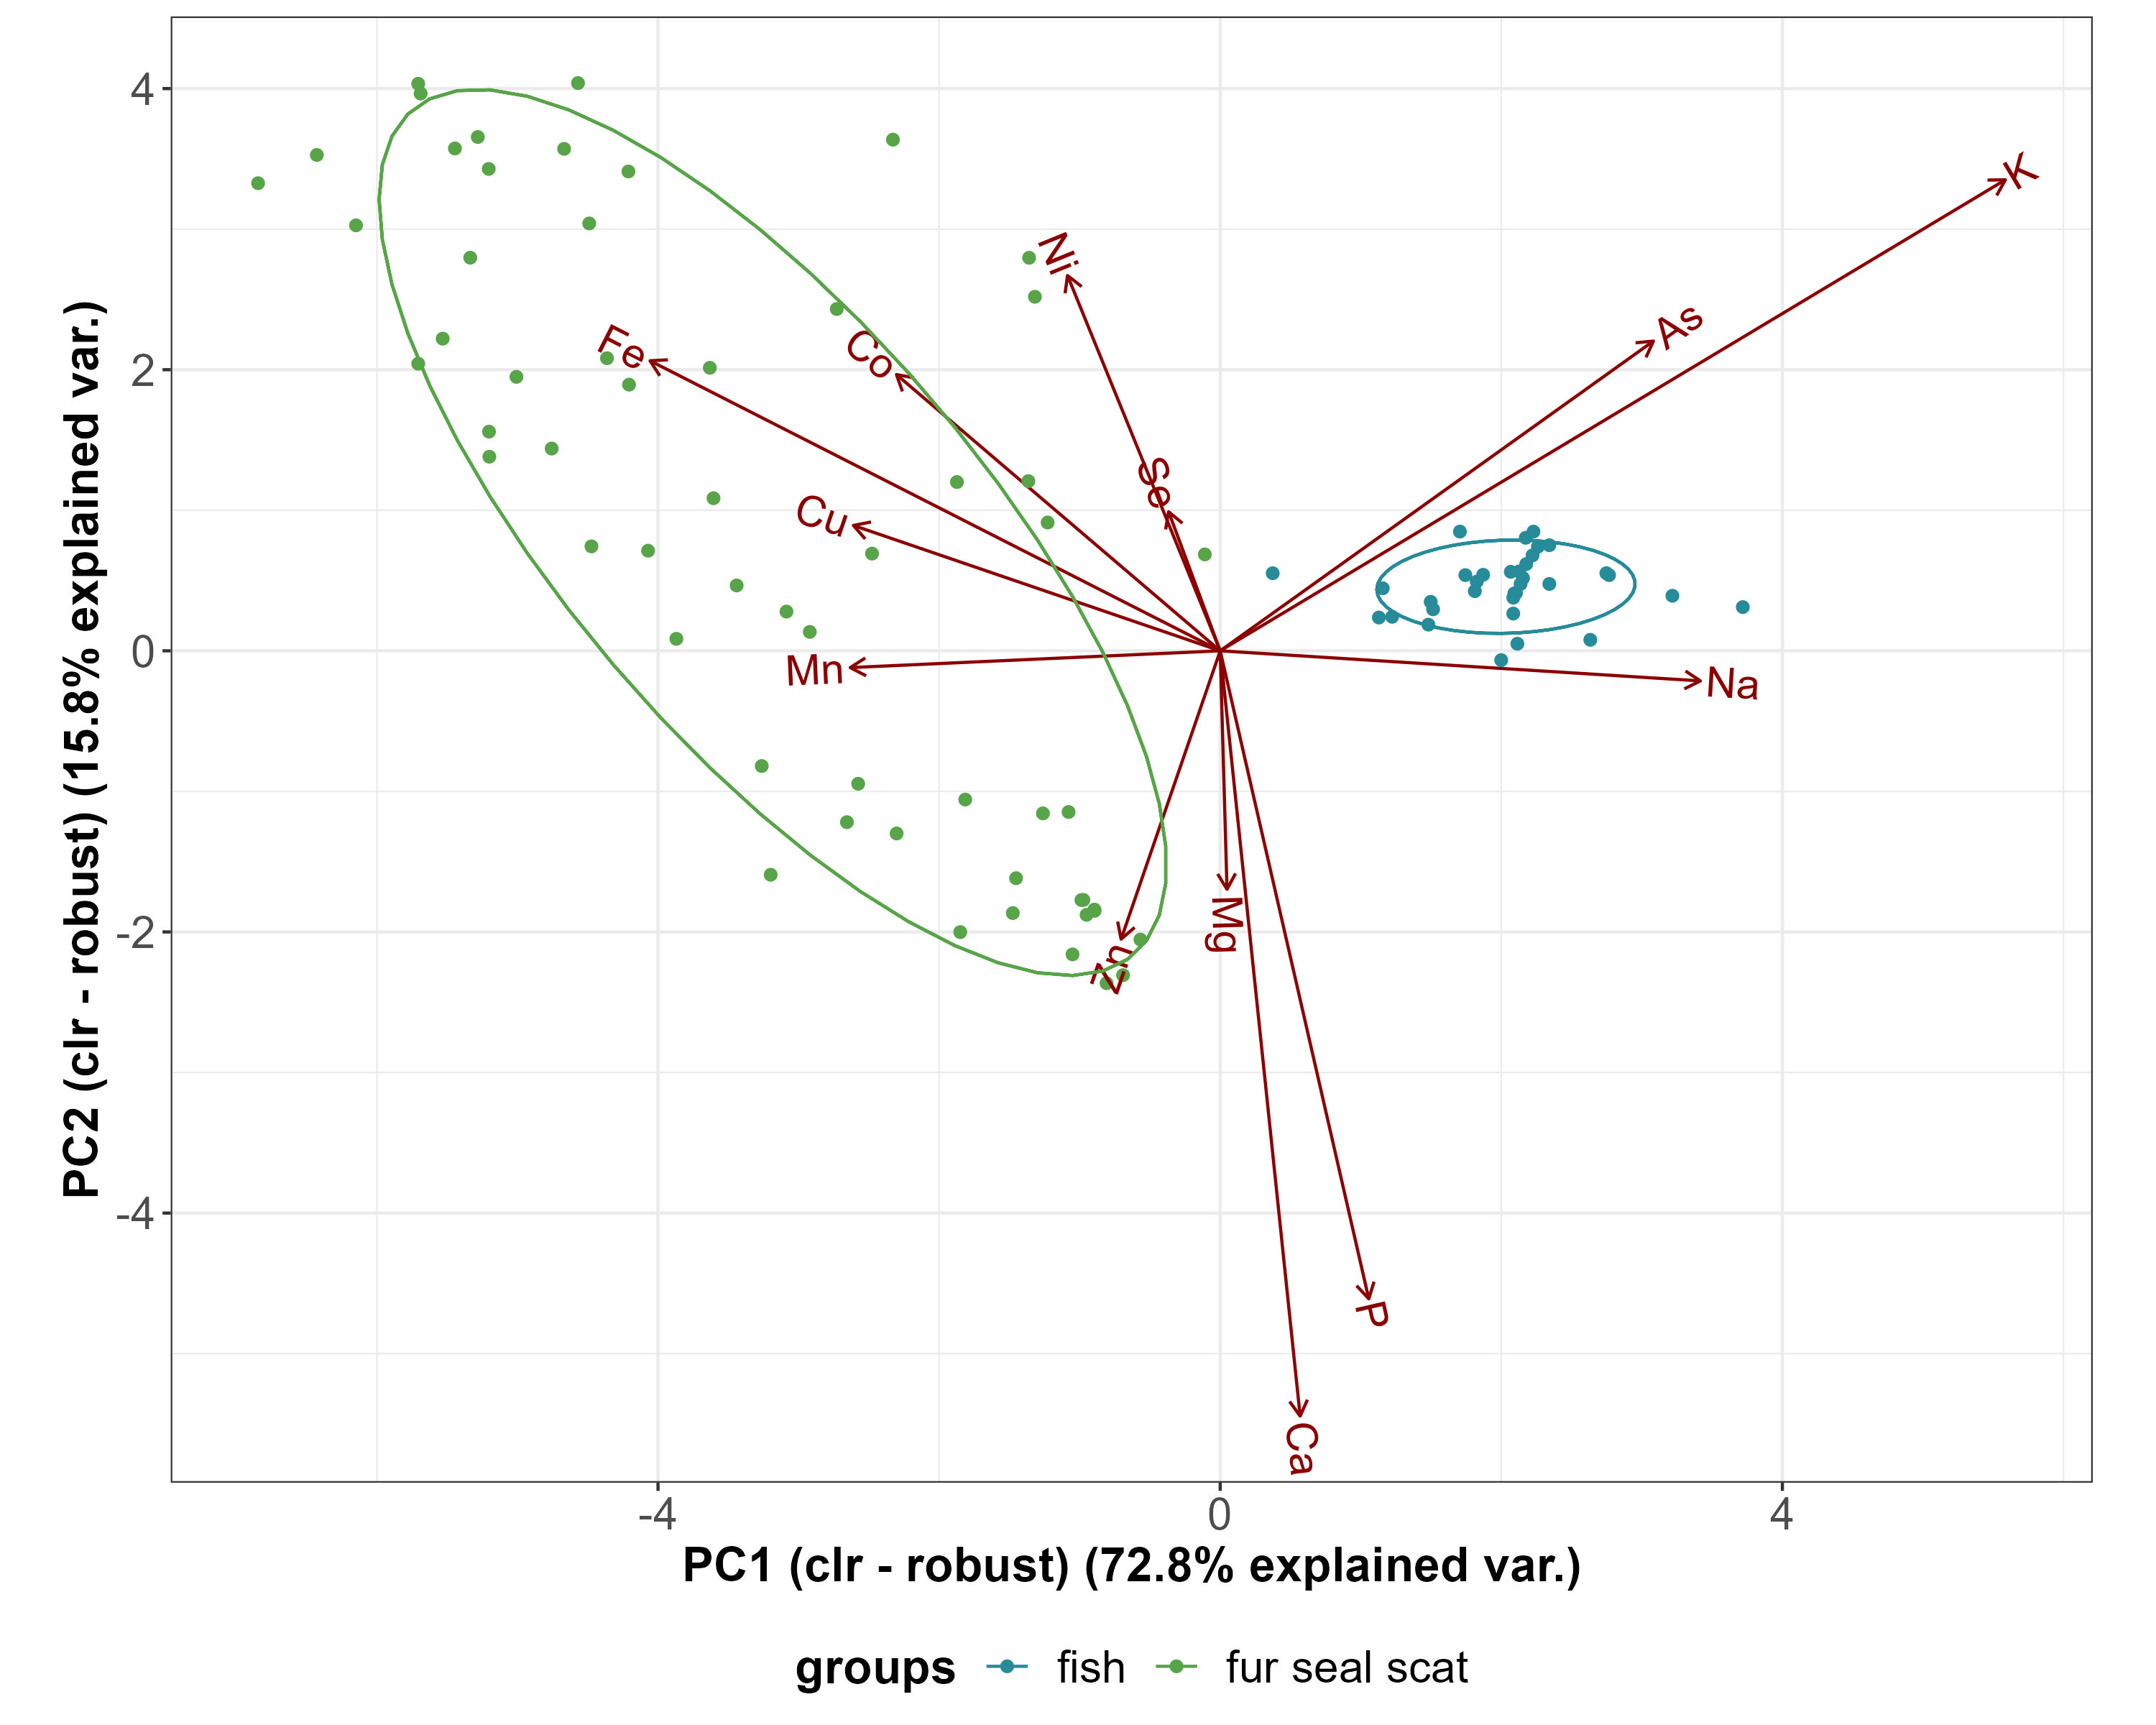 4
2
0
-2
-4
PC2 (clr - robust) (15.8% explained var.)
K
As
Ni
Fe
Co
Se
Cu
Mn
Na
Mg
Zn
P
Ca
-4
0
4
PC1 (clr - robust) (72.8% explained var.)
groups fish fur seal scat